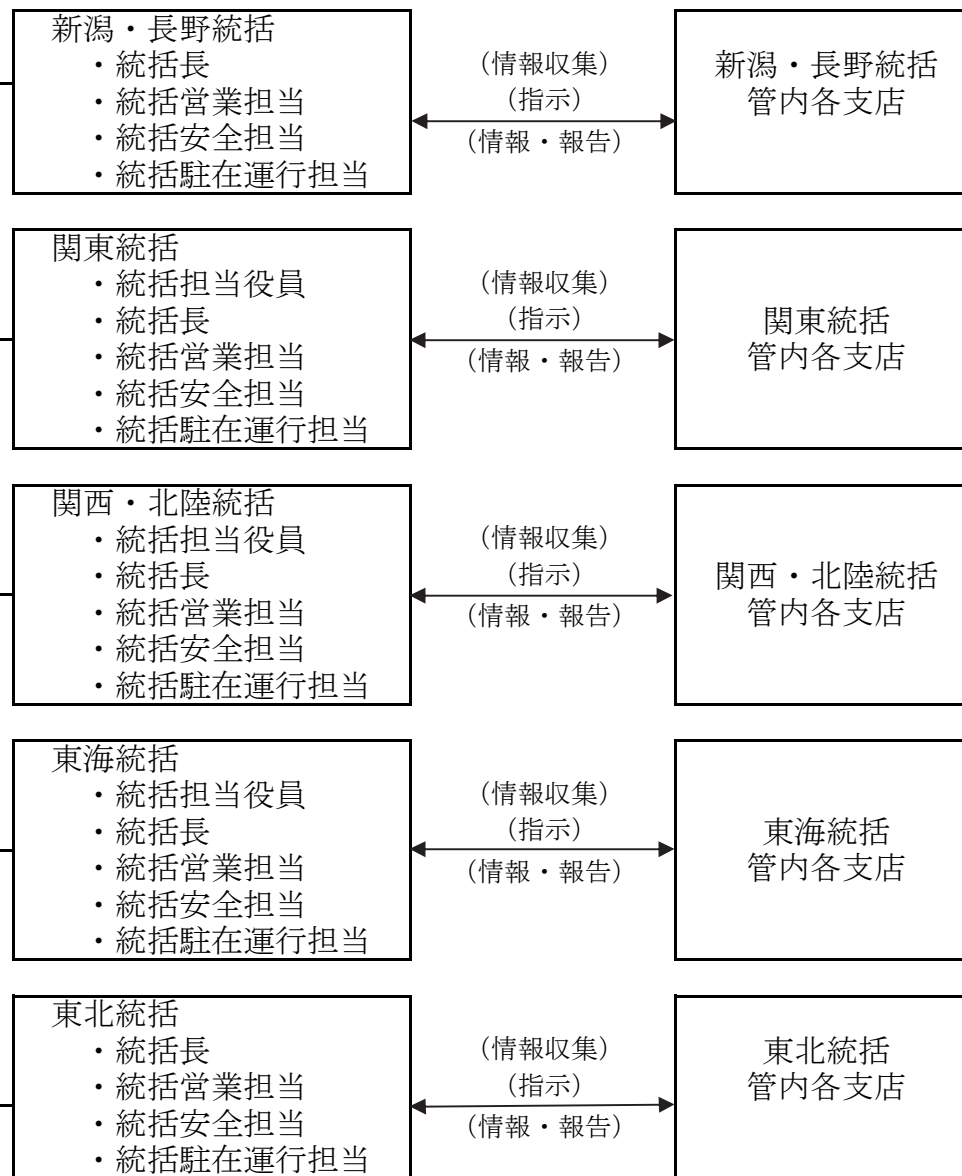 新潟・長野統括
・統括長
・統括営業担当
・統括安全担当
・統括駐在運行担当
（情報収集）
（指示）
（情報・報告）
新潟・長野統括
管内各支店
関東統括
・統括担当役員
・統括長
・統括営業担当
・統括安全担当
・統括駐在運行担当
（情報収集）
（指示）
（情報・報告）
関東統括
管内各支店
関西・北陸統括
・統括担当役員
・統括長
・統括営業担当
・統括安全担当
・統括駐在運行担当
（情報収集）
（指示）
（情報・報告）
関西・北陸統括
管内各支店
東海統括
・統括担当役員
・統括長
・統括営業担当
・統括安全担当
・統括駐在運行担当
（情報収集）
（指示）
（情報・報告）
東海統括
管内各支店
東北統括
・統括長
・統括営業担当
・統括安全担当
・統括駐在運行担当
（情報収集）
（指示）
（情報・報告）
東北統括
管内各支店